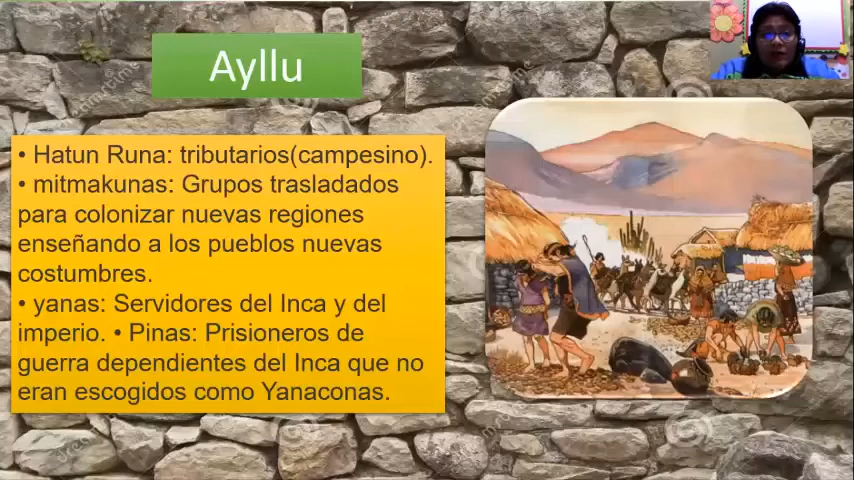 Ayllu
• Hatun Runa: tributarios(campesino).
• mitmakunas: Grupos trasladados
para colonizar nuevas regiones
enseñando a los pueblos nuevas
costumbres.
• yanas: Servidores del Inca y del
imperio. • Pinas: Prisioneros de
guerra dependientes del Inca que no
eran escogidos como Yanaconas.